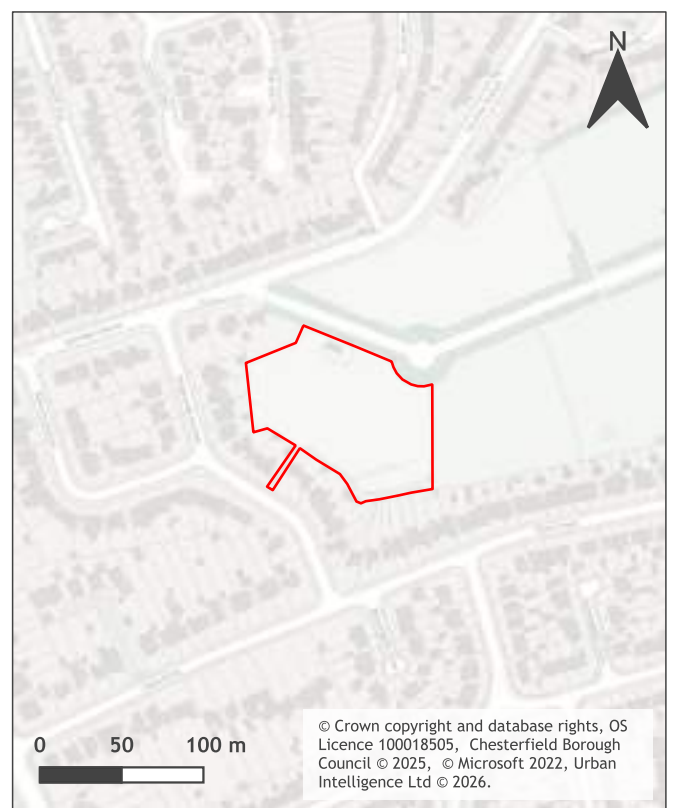 N
0 50 100 m
© Crown copyright and database rights, OS
Licence 100018505, Chesterfield Borough
Council © 2025, © Microsoft 2022, Urban
Intelligence Ltd © 2026.